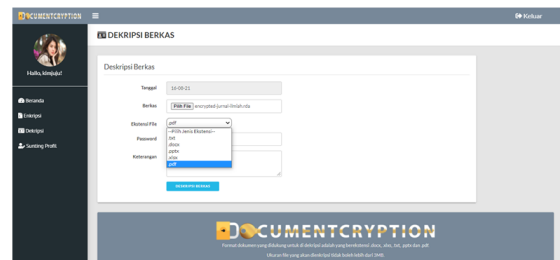 DOCUMENTCRYPTION
Keluar
DEKRIPSI BERKAS
Hallo, kimjuju!
Beranda
Enkripsi
Dekripsi
Sunting Profil
Deskripsi Berkas
Tanggal
16-08-21
Berkas
Pilih File encrypted-jurnal-ilmiah.rda
Ekstensi File
.pdf
--Pilih Jenis Ekstensi--
.txt
.docx
.pptx
.xlsx
.pdf
Password
Keterangan
DESKRIPSI BERKAS
DOCUMENTCRYPTION
Format dokumen yang didukung untuk di dekripsi adalah yang berekstensi .docx, .xlsx, .txt, .pptx dan .pdf.
Ukuran file yang akan dienkripsi tidak boleh lebih dari 3MB